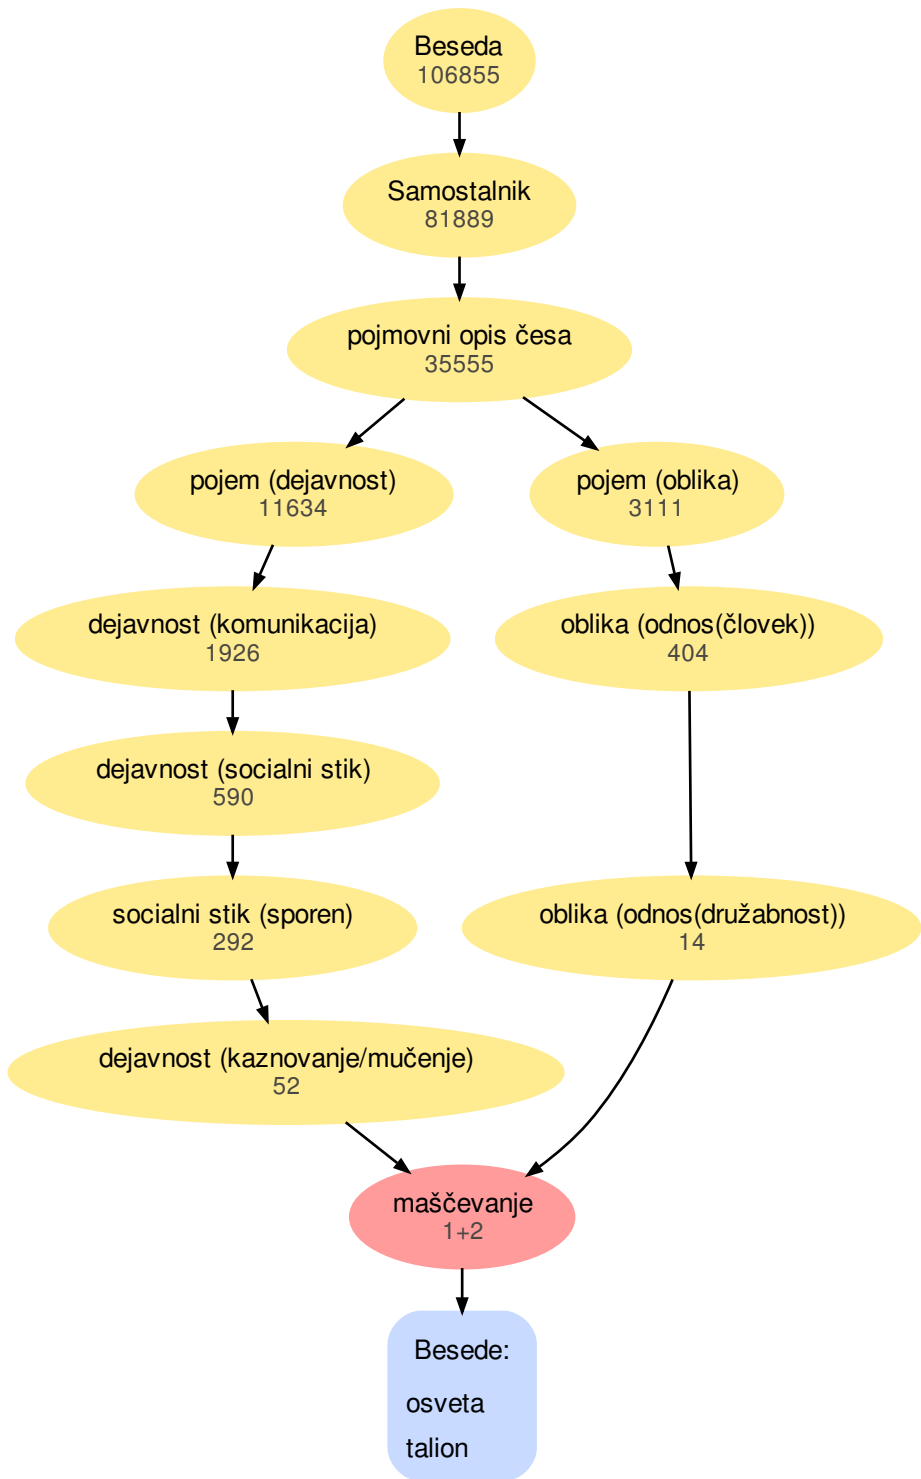 Beseda
106855
Samostalnik
81889
pojmovni opis česa
35555
pojem (dejavnost)
11634
pojem (oblika)
3111
dejavnost (komunikacija)
1926
oblika (odnos(človek))
404
dejavnost (socialni stik)
590
socialni stik (sporen)
292
oblika (odnos(družabnost))
14
dejavnost (kaznovanje/mučenje)
52
maščevanje
1+2
Besede:
osveta
talion